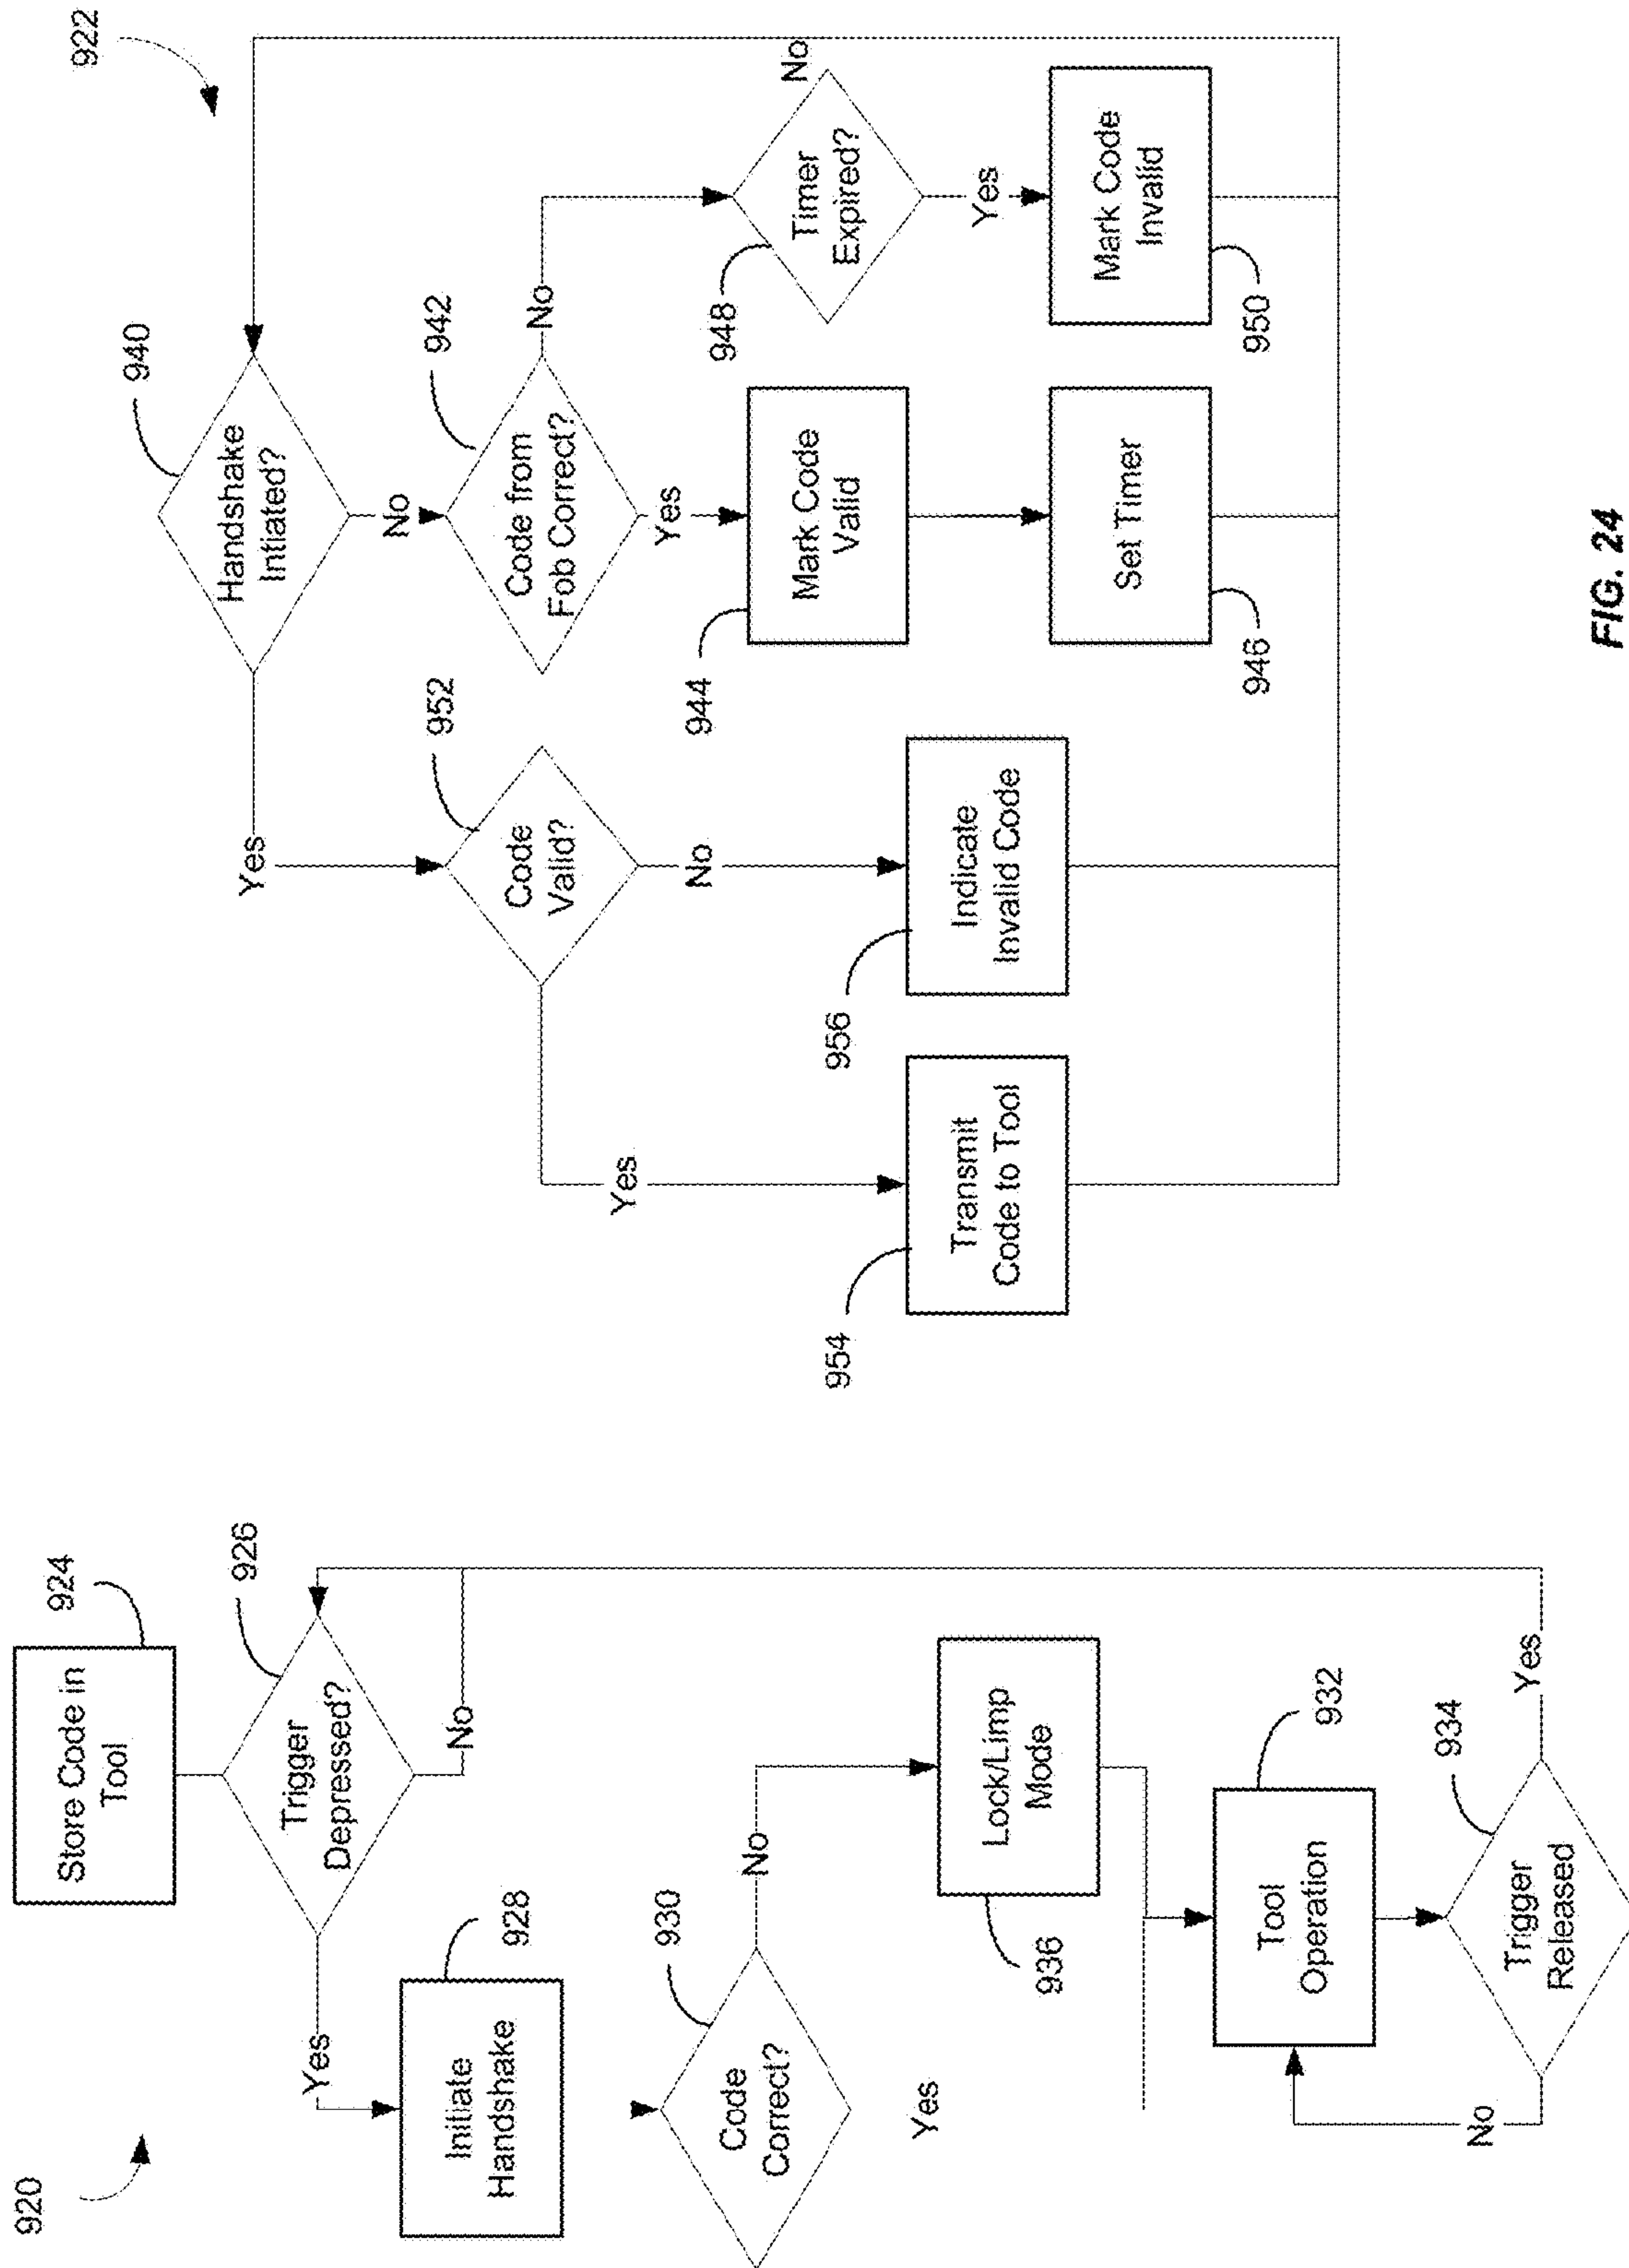 920
Store Code in
Tool
924
Trigger
Depressed?
926
No
Yes
Initiate
Handshake
928
Code
Correct?
930
No
Yes
Lock/Limp
Mode
936
Tool
Operation
932
Trigger
Released
934
No
Yes
922
Handshake
Intiated?
940
Yes
No
Code
Valid?
952
Code from
Fob Correct?
942
No
Yes
No
Yes
Transmit
Code to Tool
954
Indicate
Invalid Code
956
Mark Code
Valid
944
Set Timer
946
Timer
Expired?
948
No
Yes
Mark Code
Invalid
950
FIG. 24